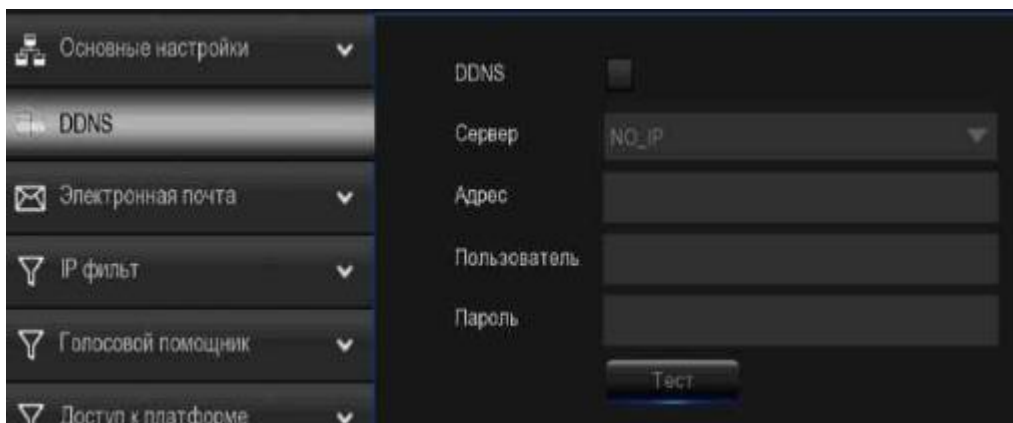 Основные настройки
DDNS
Электронная почта
IP фильт
Голосовой помощник
Доступ к платформе
DDNS
Сервер
NO_IP
Адрес
Пользователь
Пароль
Тест